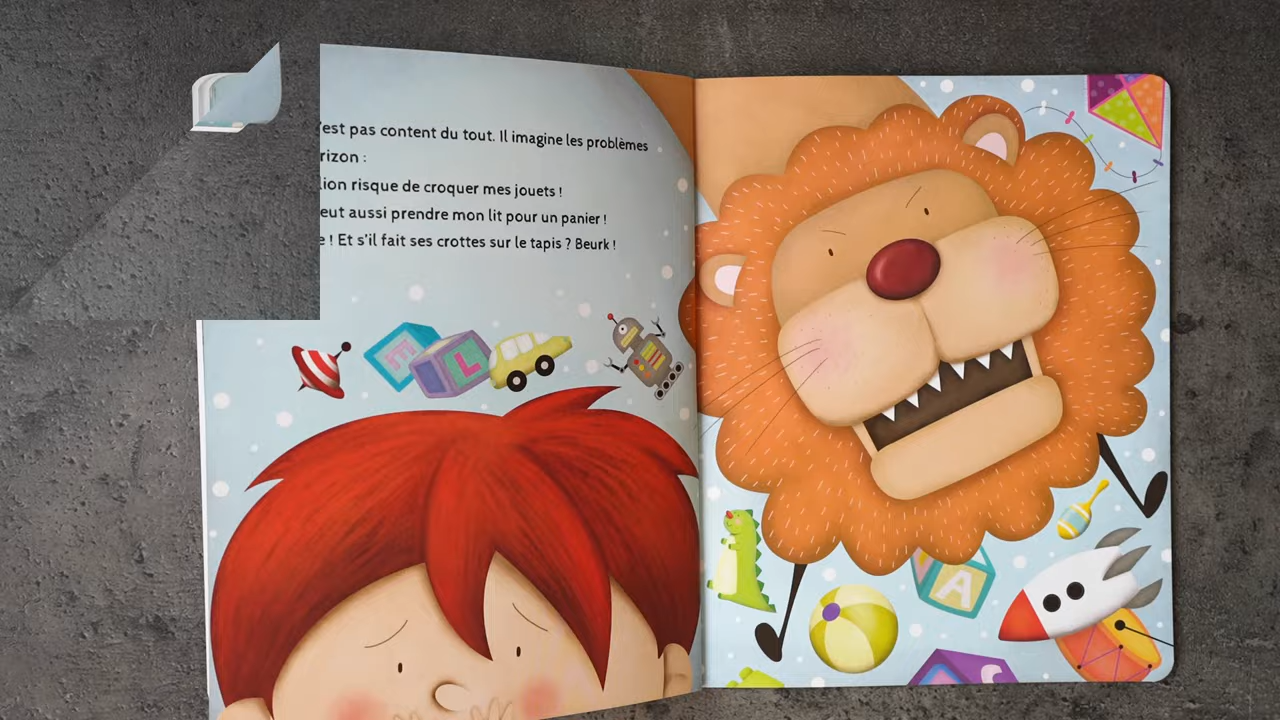 'est pas content du tout. Il imagine les problèmes
rizon :
lion risque de croquer mes jouets !
eut aussi prendre mon lit pour un panier !
e ! Et s'il fait ses crottes sur le tapis ? Beurk !
E
L
A